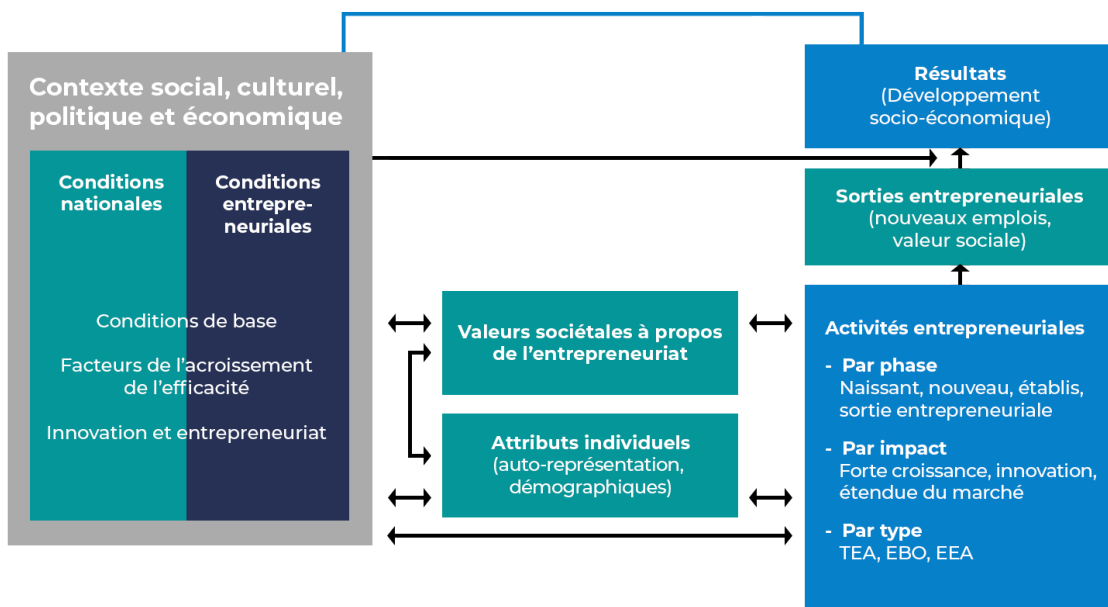 Contexte social, culturel,
politique et économique
Conditions
nationales
Conditions
entrepre-
neuriales
Conditions de base
Facteurs de l’acroissement
de l’efficacité
Innovation et entrepreneuriat
Valeurs sociétales à propos
de l’entrepreneuriat
Attributs individuels
(auto-représentation,
démographiques)
Résultats
(Développement
socio-économique)
Sorties entrepreneuriales
(nouveaux emplois,
valeur sociale)
Activités entrepreneuriales
- Par phase
Naissant, nouveau, établis,
sortie entrepreneuriale
- Par impact
Forte croissance, innovation,
étendue du marché
- Par type
TEA, EBO, EEA